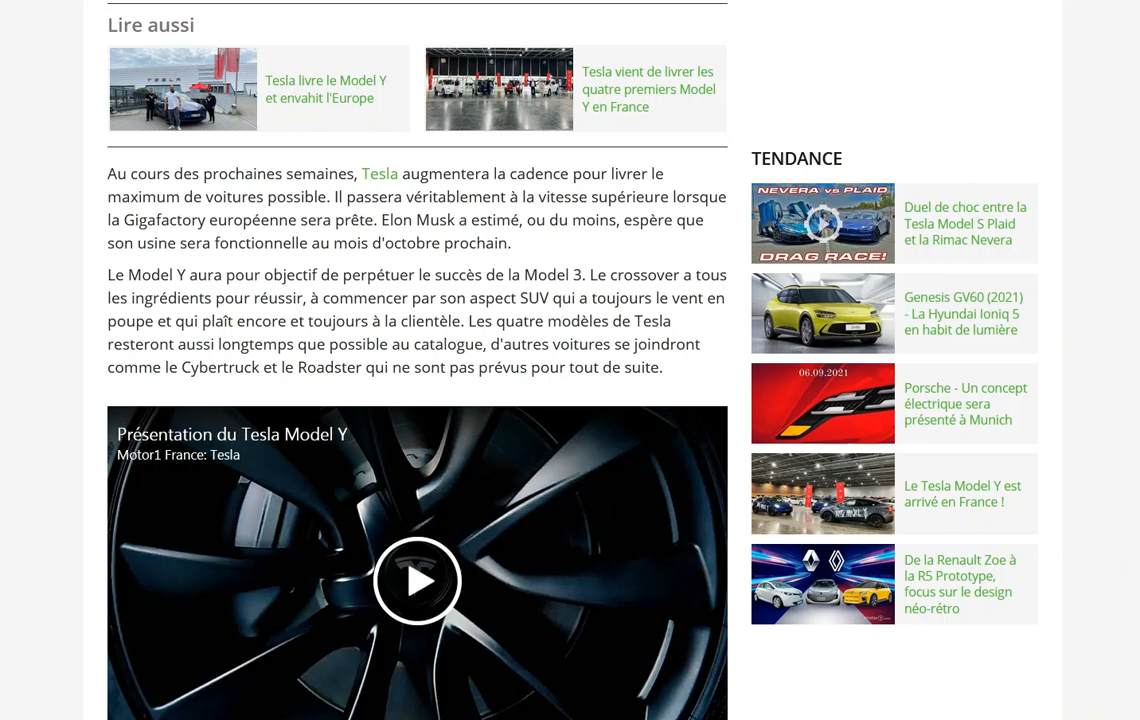 Lire aussi
TESLA
Tesla livre le Model Y
et envahit l'Europe
Tesla vient de livrer les
quatre premiers Model
Y en France
Au cours des prochaines semaines, Tesla augmentera la cadence pour livrer le
maximum de voitures possible. Il passera véritablement à la vitesse supérieure lorsque
la Gigafactory européenne sera prête. Elon Musk a estimé, ou du moins, espère que
son usine sera fonctionnelle au mois d'octobre prochain.
Le Model Y aura pour objectif de perpétuer le succès de la Model 3. Le crossover a tous
les ingrédients pour réussir, à commencer par son aspect SUV qui a toujours le vent en
poupe et qui plaît encore et toujours à la clientèle. Les quatre modèles de Tesla
resteront aussi longtemps que possible au catalogue, d'autres voitures se joindront
comme le Cybertruck et le Roadster qui ne sont pas prévus pour tout de suite.
Présentation du Tesla Model Y
Motor1 France: Tesla
TENDANCE
NEVERA vs PLAID
DRAG RACE!
Duel de choc entre la
Tesla Model S Plaid
et la Rimac Nevera
Genesis GV60 (2021)
- La Hyundai Ioniq 5
en habit de lumière
06.09.2021
Porsche - Un concept
électrique sera
présenté à Munich
Le Tesla Model Y est
arrivé en France !
De la Renault Zoe à
la R5 Prototype,
focus sur le design
néo-rétro